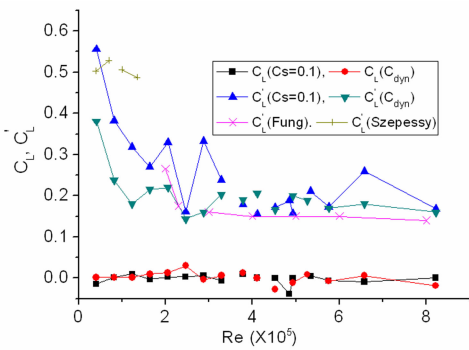 C_L(Cs=0.1), C_L(C_dyn)
C_L'(Cs=0.1), C_L'(C_dyn)
C_L'(Fung). C_L'(Szepessy)
C_L, C_L'
0.6
0.5
0.4
0.3
0.2
0.1
0.0
0 2 4 6 8
Re (X10^5)